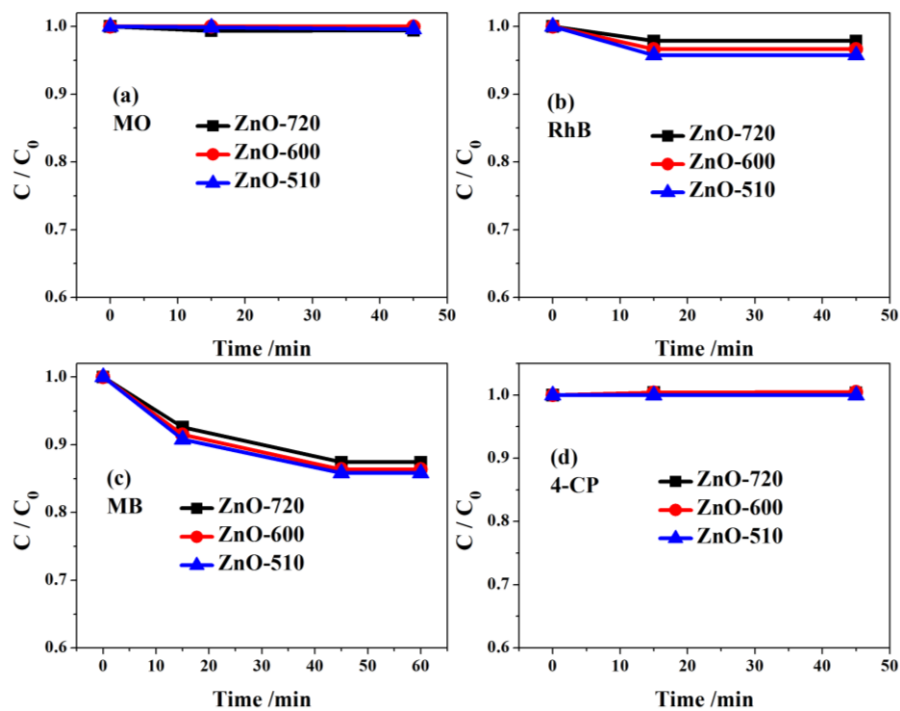 C / C0
1.0
0.9
0.8
0.7
0.6
(a)
MO
ZnO-720
ZnO-600
ZnO-510
0 10 20 30 40 50
Time /min
C / C0
1.0
0.9
0.8
0.7
0.6
(b)
RhB
ZnO-720
ZnO-600
ZnO-510
0 10 20 30 40 50
Time /min
C / C0
1.0
0.9
0.8
0.7
0.6
(c)
MB
ZnO-720
ZnO-600
ZnO-510
0 10 20 30 40 50 60
Time /min
C / C0
1.0
0.9
0.8
0.7
0.6
(d)
4-CP
ZnO-720
ZnO-600
ZnO-510
0 10 20 30 40 50
Time /min